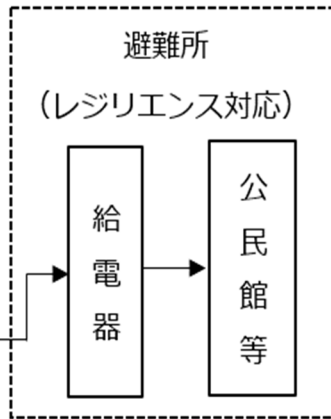 避難所
（レジリエンス対応）
給電器
公民館等